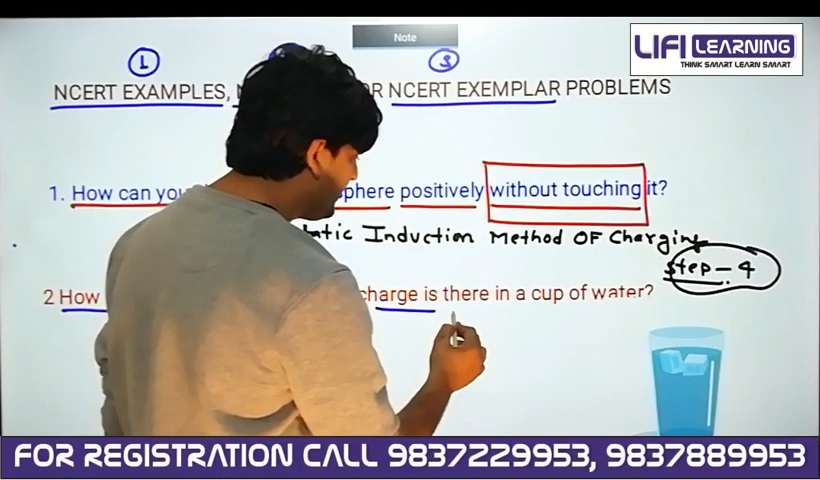 Note
LIFI LEARNING
THINK SMART LEARN SMART
1 3
NCERT EXAMPLES, OR NCERT EXEMPLAR PROBLEMS
1. How can you sphere positively without touching it?
Induction Method OF Charging
Step-4
2 How charge is there in a cup of water?
FOR REGISTRATION CALL 9837229953, 9837889953